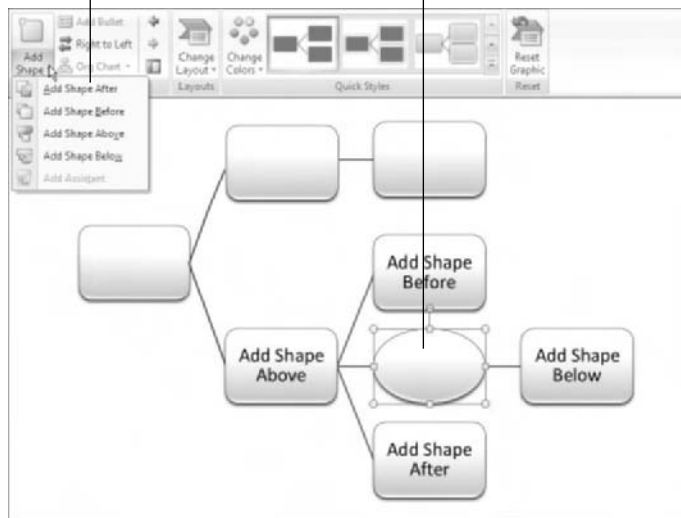 Add Bullet
Right to Left
Org Chart
Add
Shape
Change
Layout
Change
Colors
Reset
Graphic
Layouts
Quick Styles
Reset
Add Shape After
Add Shape Before
Add Shape Above
Add Shape Below
Add Assistant
Add Shape
Before
Add Shape
Above
Add Shape
Below
Add Shape
After